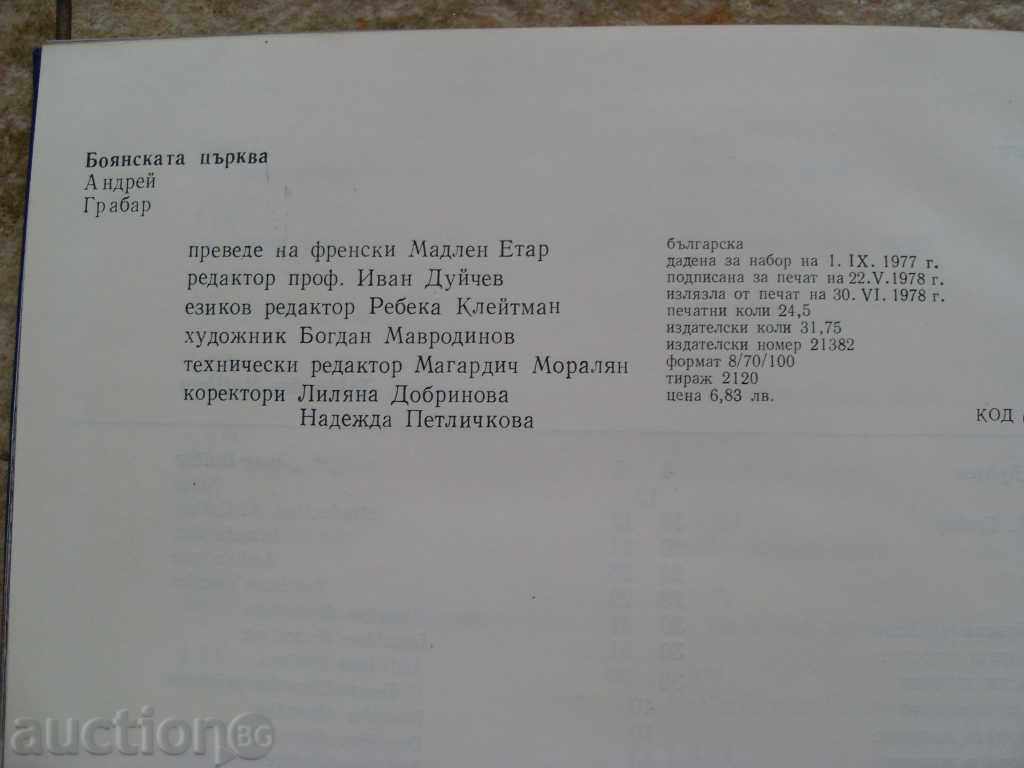 Боянската църква
Андрей
Грабар
преведе на френски Мадлен Етар
редактор проф. Иван Дуйчев
езиков редактор Ребека Клейтман
художник Богдан Мавродинов
технически редактор Магардич Моралян
коректори Лиляна Добринова
Надежда Петличкова
българска
дадена за набор на 1. IX. 1977 г.
подписана за печат на 22.V.1978 г.
излязла от печат на 30. VI. 1978 г.
печатни коли 24,5
издателски коли 31,75
издателски номер 21382
формат 8/70/100
тираж 2120
цена 6,83 лв.
КОД
auction BG